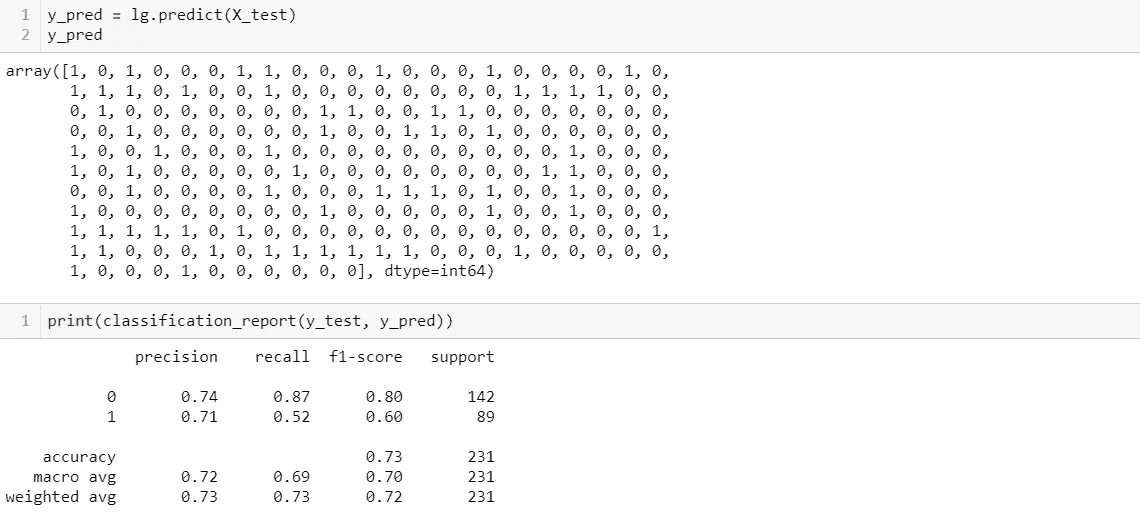 1 y_pred = lg.predict(X_test)
2 y_pred
array([1, 0, 1, 0, 0, 0, 1, 1, 0, 0, 0, 1, 0, 0, 0, 1, 0, 0, 0, 0, 1, 0,
1, 1, 1, 0, 1, 0, 0, 1, 0, 0, 0, 0, 0, 0, 0, 0, 1, 1, 1, 1, 0, 0,
0, 1, 0, 0, 0, 0, 0, 0, 0, 1, 1, 0, 0, 1, 1, 0, 0, 0, 0, 0, 0, 0,
0, 0, 1, 0, 0, 0, 0, 0, 0, 1, 0, 0, 1, 1, 0, 1, 0, 0, 0, 0, 0, 0,
1, 0, 0, 1, 0, 0, 0, 1, 0, 0, 0, 0, 0, 0, 0, 0, 0, 0, 1, 0, 0, 0,
1, 0, 1, 0, 0, 0, 0, 0, 1, 0, 0, 0, 0, 0, 0, 0, 0, 1, 1, 0, 0, 0,
0, 0, 1, 0, 0, 0, 0, 1, 0, 0, 0, 1, 1, 1, 0, 1, 0, 0, 1, 0, 0, 0,
1, 0, 0, 0, 0, 0, 0, 0, 0, 1, 0, 0, 0, 0, 0, 1, 0, 0, 1, 0, 0, 0,
1, 1, 1, 1, 1, 0, 1, 0, 0, 0, 0, 0, 0, 0, 0, 0, 0, 0, 0, 0, 0, 1,
1, 1, 0, 0, 0, 1, 0, 1, 1, 1, 1, 1, 1, 0, 0, 0, 1, 0, 0, 0, 0, 0,
1, 0, 0, 0, 1, 0, 0, 0, 0, 0, 0], dtype=int64)
1 print(classification_report(y_test, y_pred))
precision recall f1-score support
0 0.74 0.87 0.80 142
1 0.71 0.52 0.60 89
accuracy 0.73 231
macro avg 0.72 0.69 0.70 231
weighted avg 0.73 0.73 0.72 231